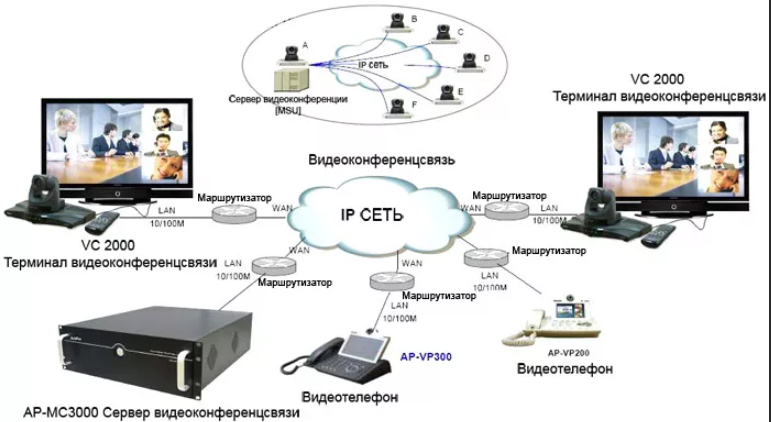 B
A
C
IP сеть
D
E
F
Сервер видеоконференции
[MSU]
VC 2000
Терминал видеоконференцсвязи
Видеоконференцсвязь
Маршрутизатор
WAN
LAN
10/100M
IP СЕТЬ
Маршрутизатор
WAN
LAN
10/100M
VC 2000
Терминал видеоконференцсвязи
WAN
LAN
10/100M
Маршрутизатор
WAN
Маршрутизатор
LAN
10/100M
Маршрутизатор
LAN
10/100M
AP-VP300
Видеотелефон
AP-VP200
Видеотелефон
AP-MC3000 Сервер видеоконференцсвязи